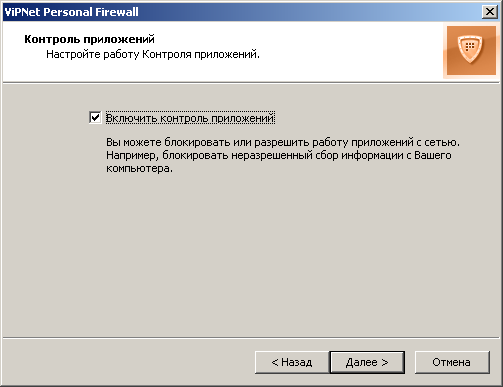 ViPNet Personal Firewall
Контроль приложений
Настройте работу Контроля приложений.
Включить контроль приложений
Вы можете блокировать или разрешить работу приложений с сетью.
Например, блокировать неразрешенный сбор информации с Вашего
компьютера.
< Назад
Далее >
Отмена